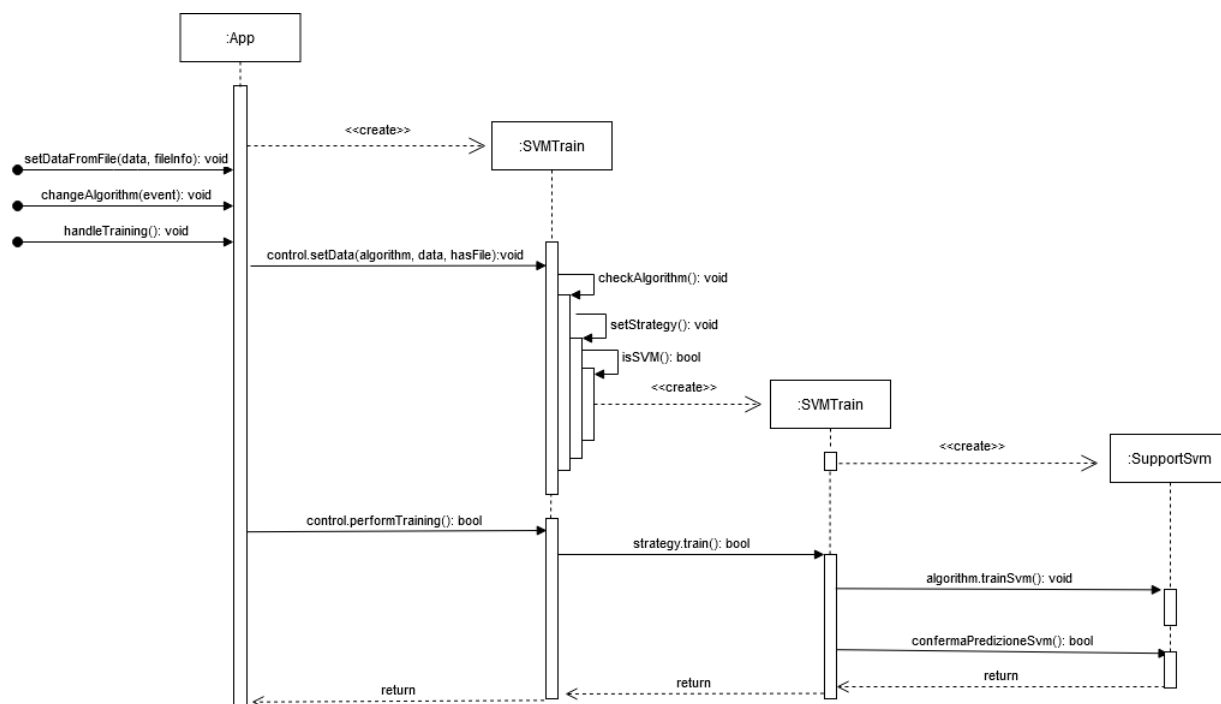 :App
<<create>>
:SVMTrain
setDataFromFile(data, fileInfo): void
changeAlgorithm(event): void
handleTraining(): void
control.setData(algorithm, data, hasFile):void
checkAlgorithm(): void
setStrategy(): void
isSVM(): bool
<<create>>
:SVMTrain
<<create>>
:SupportSvm
control.performTraining(): bool
strategy.train(): bool
algorithm.trainSvm(): void
confermaPredizioneSvm(): bool
return
return
return